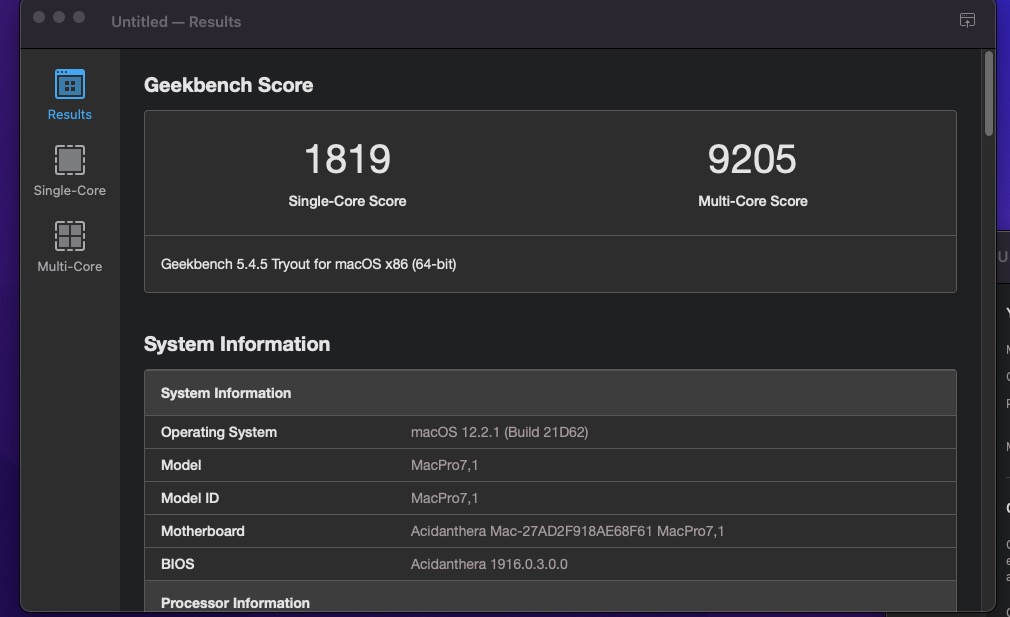 Untitled — Results
Results
Single-Core
Multi-Core
Geekbench Score
1819
Single-Core Score
9205
Multi-Core Score
Geekbench 5.4.5 Tryout for macOS x86 (64-bit)
System Information
System Information
Operating System macOS 12.2.1 (Build 21D62)
Model MacPro7,1
Model ID MacPro7,1
Motherboard Acidanthera Mac-27AD2F918AE68F61 MacPro7,1
BIOS Acidanthera 1916.0.3.0.0
Processor Information